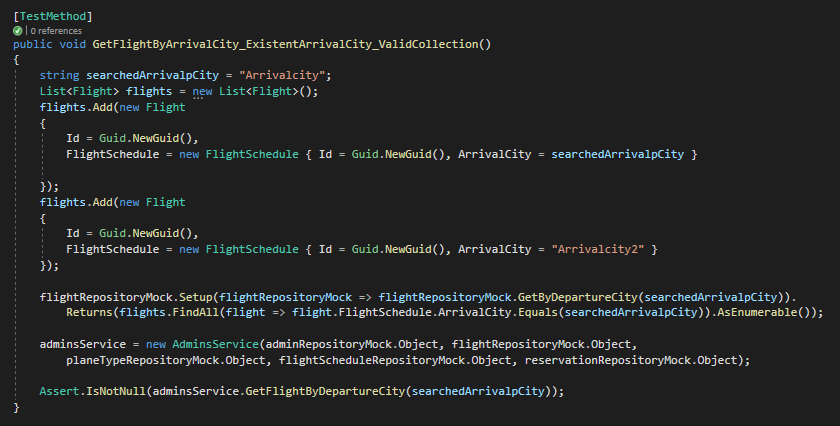 [TestMethod]
| 0 references
public void GetFlightByArrivalCity_ExistentArrivalCity_ValidCollection()
{
string searchedArrivalpCity = "Arrivalcity";
List<Flight> flights = new List<Flight>();
flights.Add(new Flight
{
Id = Guid.NewGuid(),
FlightSchedule = new FlightSchedule { Id = Guid.NewGuid(), ArrivalCity = searchedArrivalpCity }
});
flights.Add(new Flight
{
Id = Guid.NewGuid(),
FlightSchedule = new FlightSchedule { Id = Guid.NewGuid(), ArrivalCity = "Arrivalcity2" }
});
flightRepositoryMock.Setup(flightRepositoryMock => flightRepositoryMock.GetByDepartureCity(searchedArrivalpCity)).
Returns(flights.FindAll(flight => flight.FlightSchedule.ArrivalCity.Equals(searchedArrivalpCity)).AsEnumerable());
adminsService = new AdminsService(adminRepositoryMock.Object, flightRepositoryMock.Object,
planeTypeRepositoryMock.Object, flightScheduleRepositoryMock.Object, reservationRepositoryMock.Object);
Assert.IsNotNull(adminsService.GetFlightByDepartureCity(searchedArrivalpCity));
}